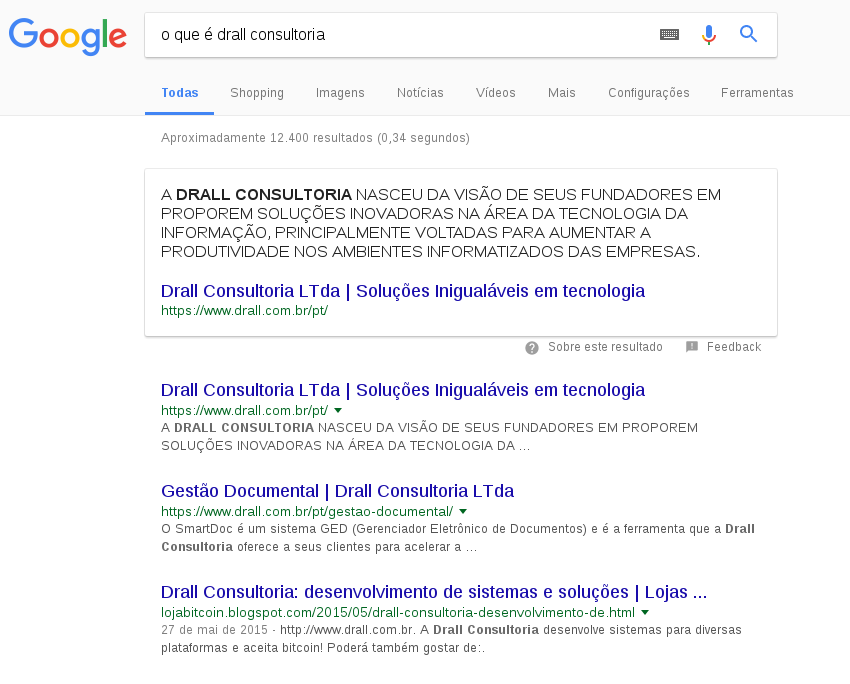 Google
o que é drall consultoria
Todas Shopping Imagens Notícias Vídeos Mais Configurações Ferramentas
Aproximadamente 12.400 resultados (0,34 segundos)
A DRALL CONSULTORIA NASCEU DA VISÃO DE SEUS FUNDADORES EM
PROPOREM SOLUÇÕES INOVADORAS NA ÁREA DA TECNOLOGIA DA
INFORMAÇÃO, PRINCIPALMENTE VOLTADAS PARA AUMENTAR A
PRODUTIVIDADE NOS AMBIENTES INFORMATIZADOS DAS EMPRESAS.
Drall Consultoria LTda | Soluções Inigualáveis em tecnologia
https://www.drall.com.br/pt/
Sobre este resultado Feedback
Drall Consultoria LTda | Soluções Inigualáveis em tecnologia
https://www.drall.com.br/pt/
A DRALL CONSULTORIA NASCEU DA VISÃO DE SEUS FUNDADORES EM PROPOREM
SOLUÇÕES INOVADORAS NA ÁREA DA TECNOLOGIA DA ...
Gestão Documental | Drall Consultoria LTda
https://www.drall.com.br/pt/gestao-documental/
O SmartDoc é um sistema GED (Gerenciador Eletrônico de Documentos) e é a ferramenta que a Drall
Consultoria oferece a seus clientes para acelerar a ...
Drall Consultoria: desenvolvimento de sistemas e soluções | Lojas ...
lojabitcoin.blogspot.com/2015/05/drall-consultoria-desenvolvimento-de.html
27 de mai de 2015 - http://www.drall.com.br. A Drall Consultoria desenvolve sistemas para diversas
plataformas e aceita bitcoin! Poderá também gostar de:.